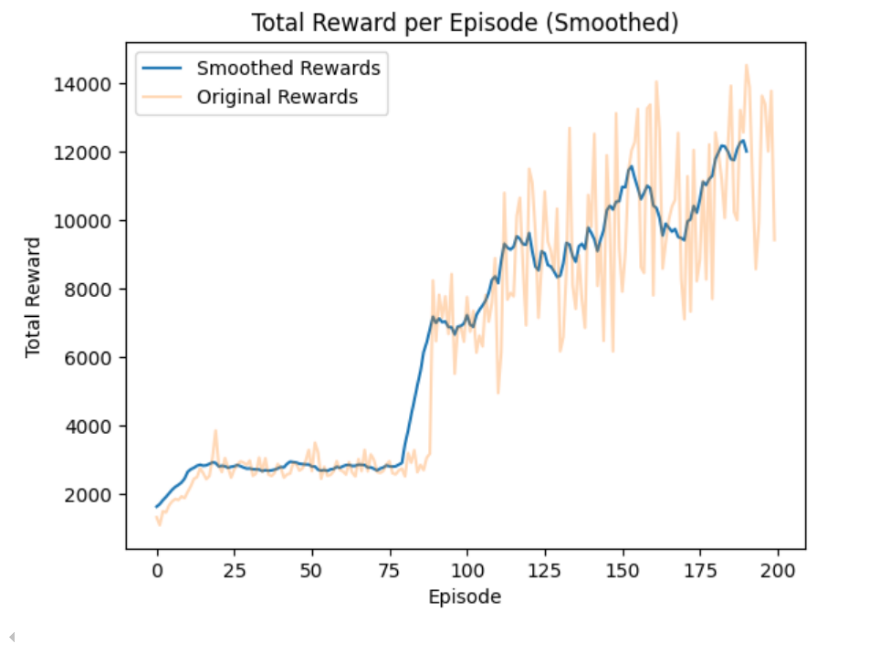 Total Reward per Episode (Smoothed)
Smoothed Rewards
Original Rewards
14000
12000
10000
8000
6000
4000
2000
Total Reward
0 25 50 75 100 125 150 175 200
Episode